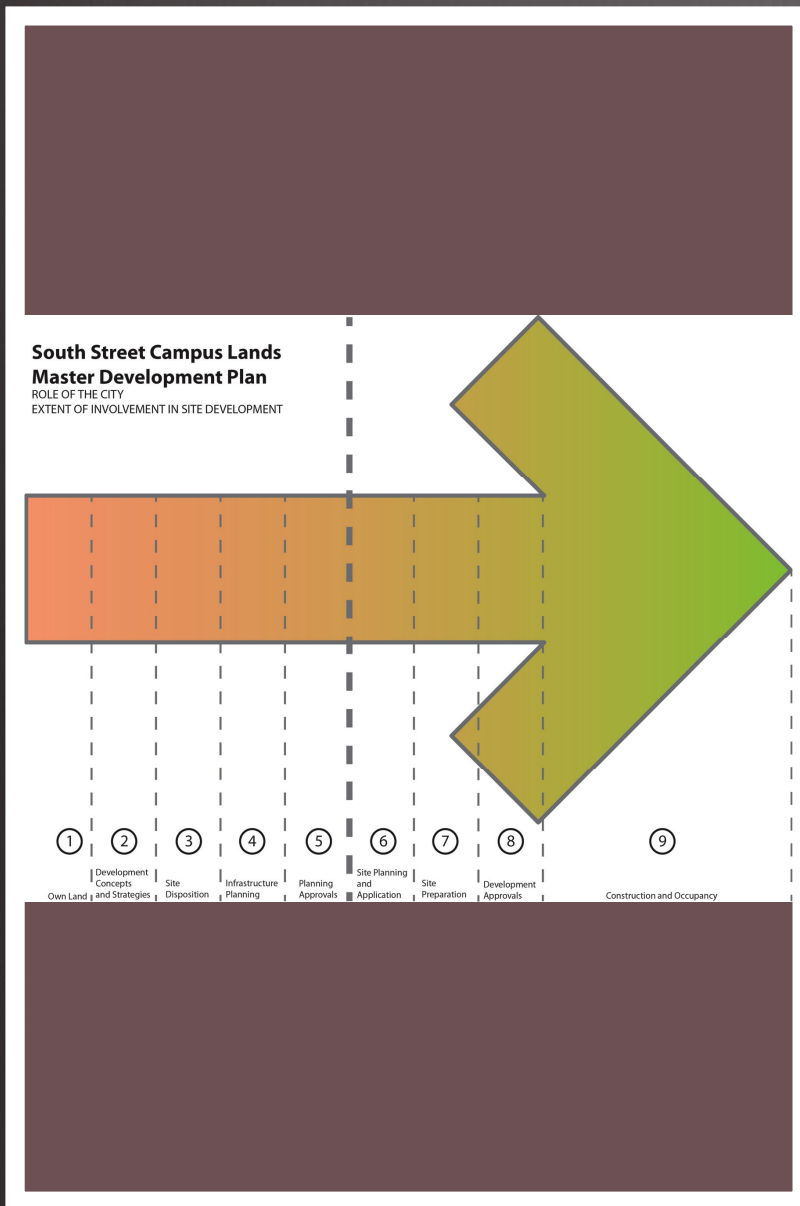 South Street Campus Lands
Master Development Plan
ROLE OF THE CITY
EXTENT OF INVOLVEMENT IN SITE DEVELOPMENT
1
Own Land
2
Development
Concepts
and Strategies
3
Site
Disposition
4
Infrastructure
Planning
5
Planning
Approvals
6
Site Planning
and
Application
7
Site
Preparation
8
Development
Approvals
9
Construction and Occupancy